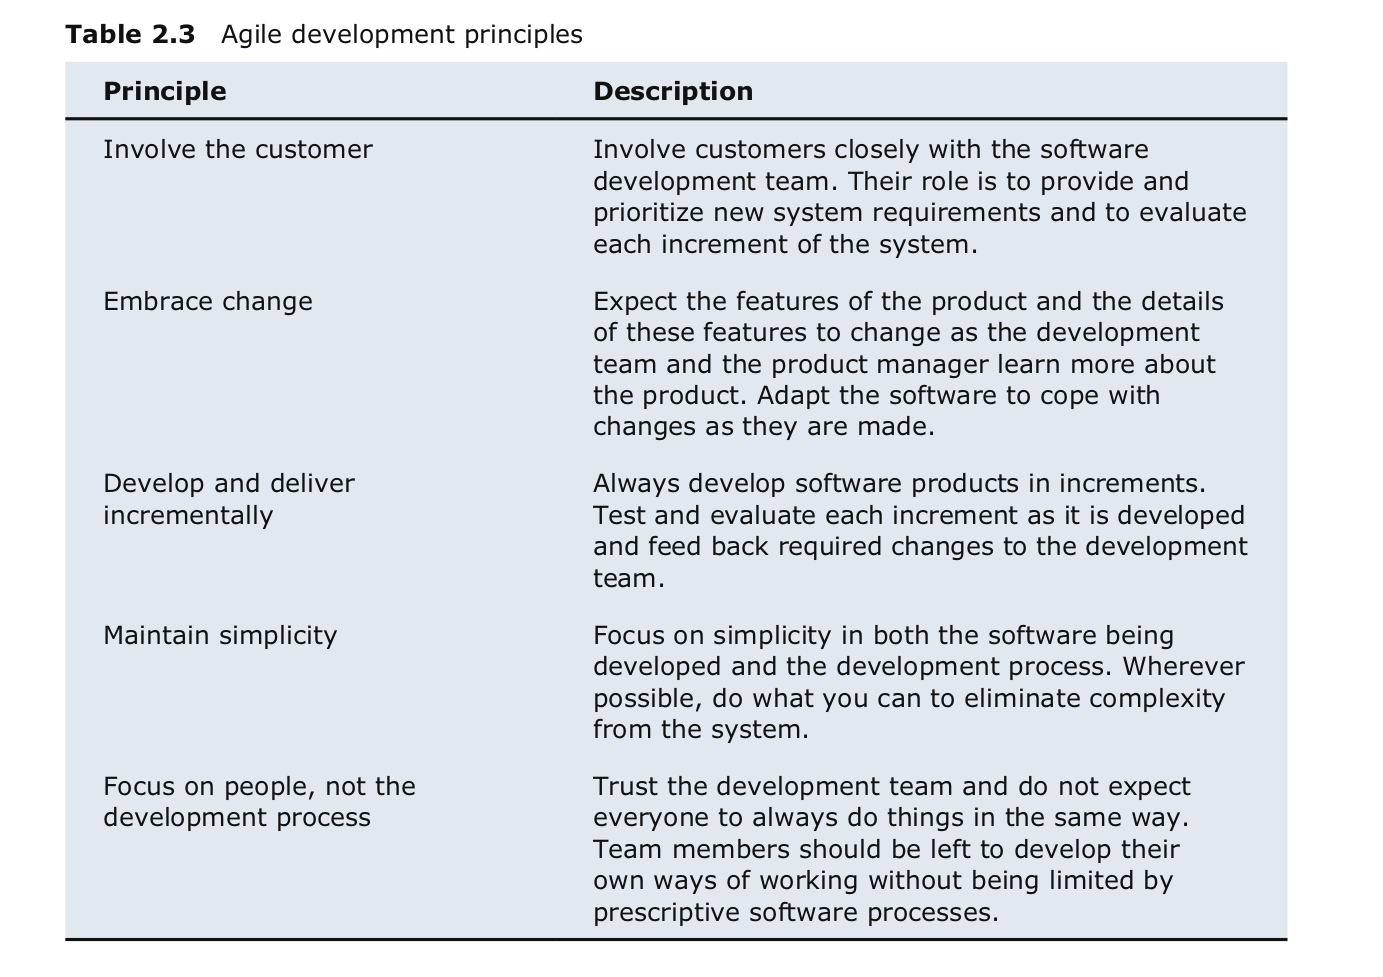 Table 2.3 Agile development principles
Principle Description
Involve the customer Involve customers closely with the software
development team. Their role is to provide and
prioritize new system requirements and to evaluate
each increment of the system.
Embrace change Expect the features of the product and the details
of these features to change as the development
team and the product manager learn more about
the product. Adapt the software to cope with
changes as they are made.
Develop and deliver Always develop software products in increments.
incrementally Test and evaluate each increment as it is developed
and feed back required changes to the development
team.
Maintain simplicity Focus on simplicity in both the software being
developed and the development process. Wherever
possible, do what you can to eliminate complexity
from the system.
Focus on people, not the Trust the development team and do not expect
development process everyone to always do things in the same way.
Team members should be left to develop their
own ways of working without being limited by
prescriptive software processes.